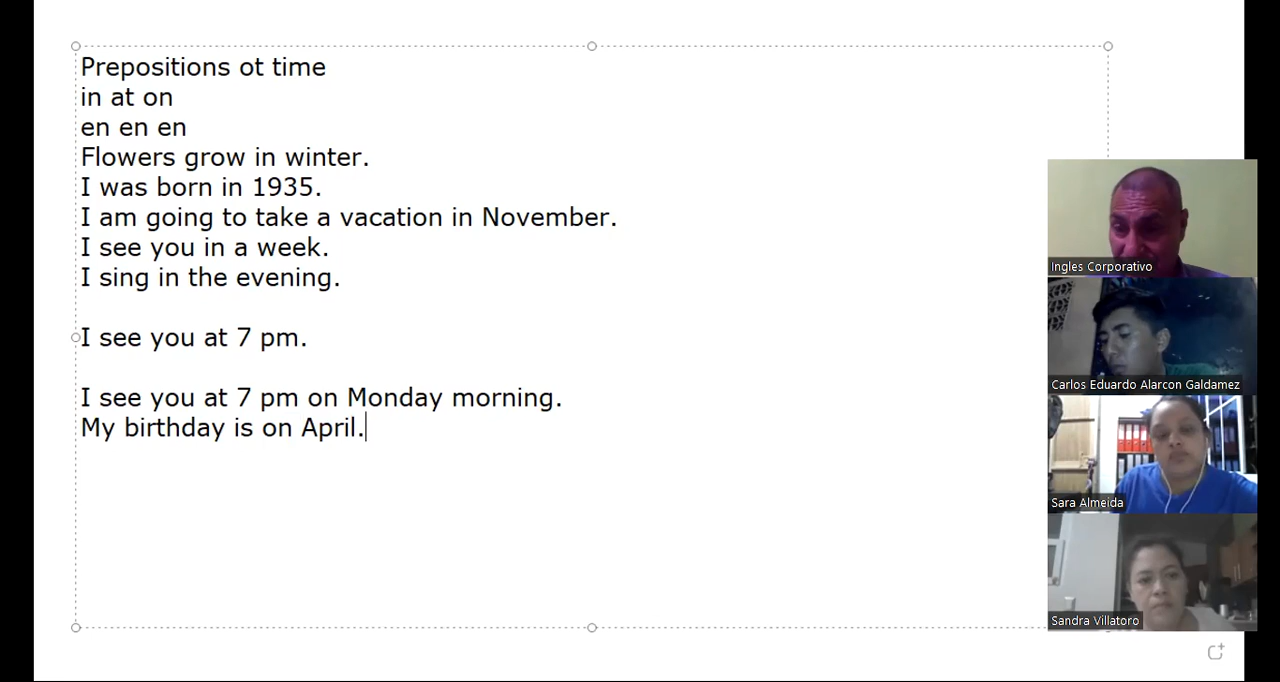 Prepositions ot time
in at on
en en en
Flowers grow in winter.
I was born in 1935.
I am going to take a vacation in November.
I see you in a week.
I sing in the evening.
I see you at 7 pm.
I see you at 7 pm on Monday morning.
My birthday is on April.
Ingles Corporativo
Carlos Eduardo Alarcon Galdamez
Sara Almeida
Sandra Villatoro